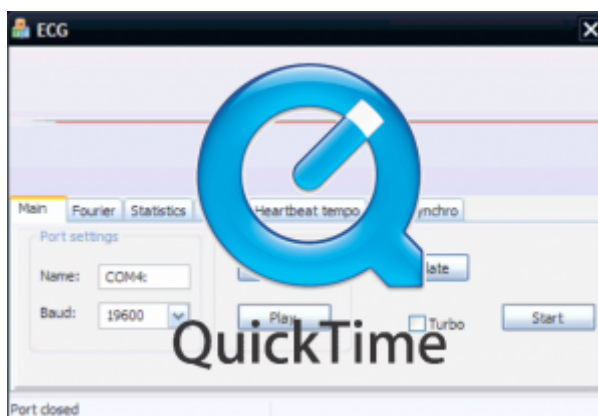 ECG
Main Fourier Statistics Heartbeat tempo ynchro
Port settings
Name: COM4: late
Baud: 19600 Play Turbo Start
QuickTime
Port closed